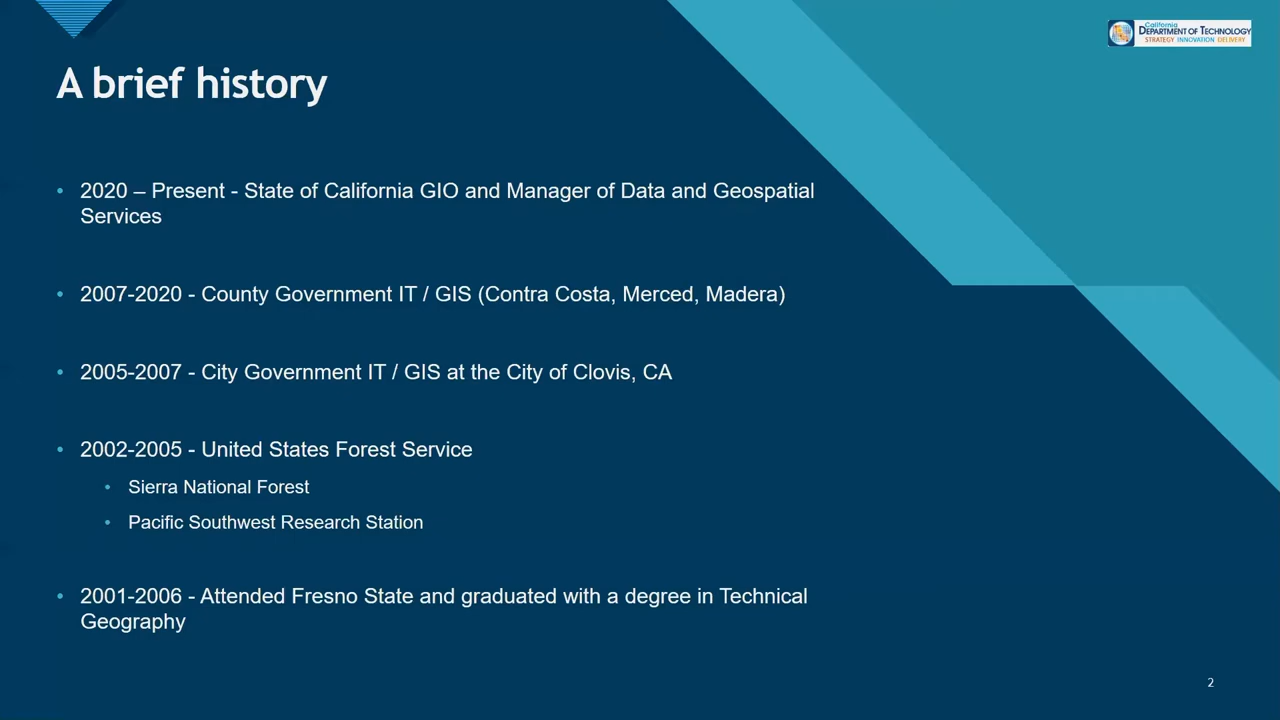 California
DEPARTMENT OF TECHNOLOGY
STRATEGY INNOVATION DELIVERY
A brief history
• 2020 – Present - State of California GIO and Manager of Data and Geospatial
Services
• 2007-2020 - County Government IT / GIS (Contra Costa, Merced, Madera)
• 2005-2007 - City Government IT / GIS at the City of Clovis, CA
• 2002-2005 - United States Forest Service
• Sierra National Forest
• Pacific Southwest Research Station
• 2001-2006 - Attended Fresno State and graduated with a degree in Technical
Geography
2